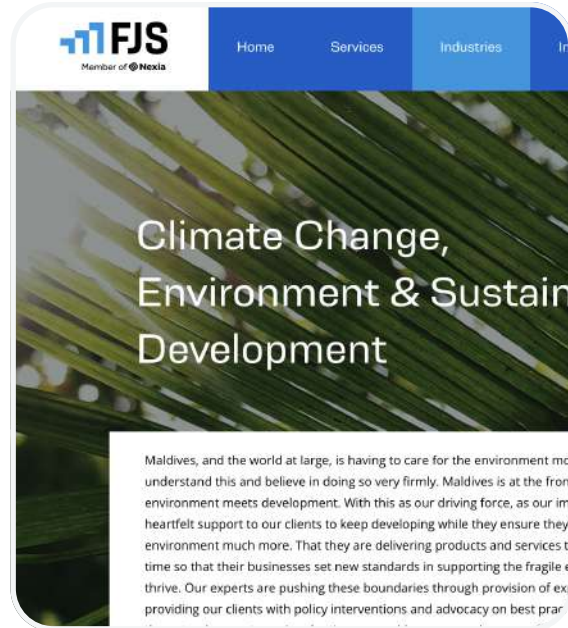 FJS
Member of Nexia
Home Services Industries In
Climate Change,
Environment & Sustain
Development
Maldives, and the world at large, is having to care for the environment mo
understand this and believe in doing so very firmly. Maldives is at the fron
environment meets development. With this as our driving force, as our im
heartfelt support to our clients to keep developing while they ensure they
environment much more. That they are delivering products and services t
time so that their businesses set new standards in supporting the fragile e
thrive. Our experts are pushing these boundaries through provision of exp
providing our clients with policy interventions and advocacy on best prar